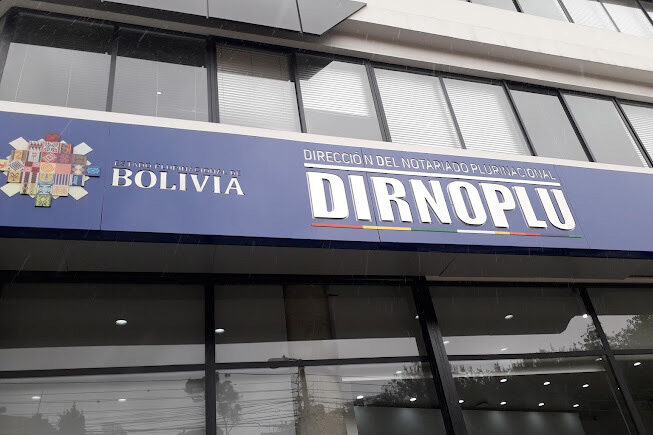 ESTADO PLURINACIONAL DE
BOLIVIA
DIRECCIÓN DEL NOTARIADO PLURINACIONAL
DIRNOPLU